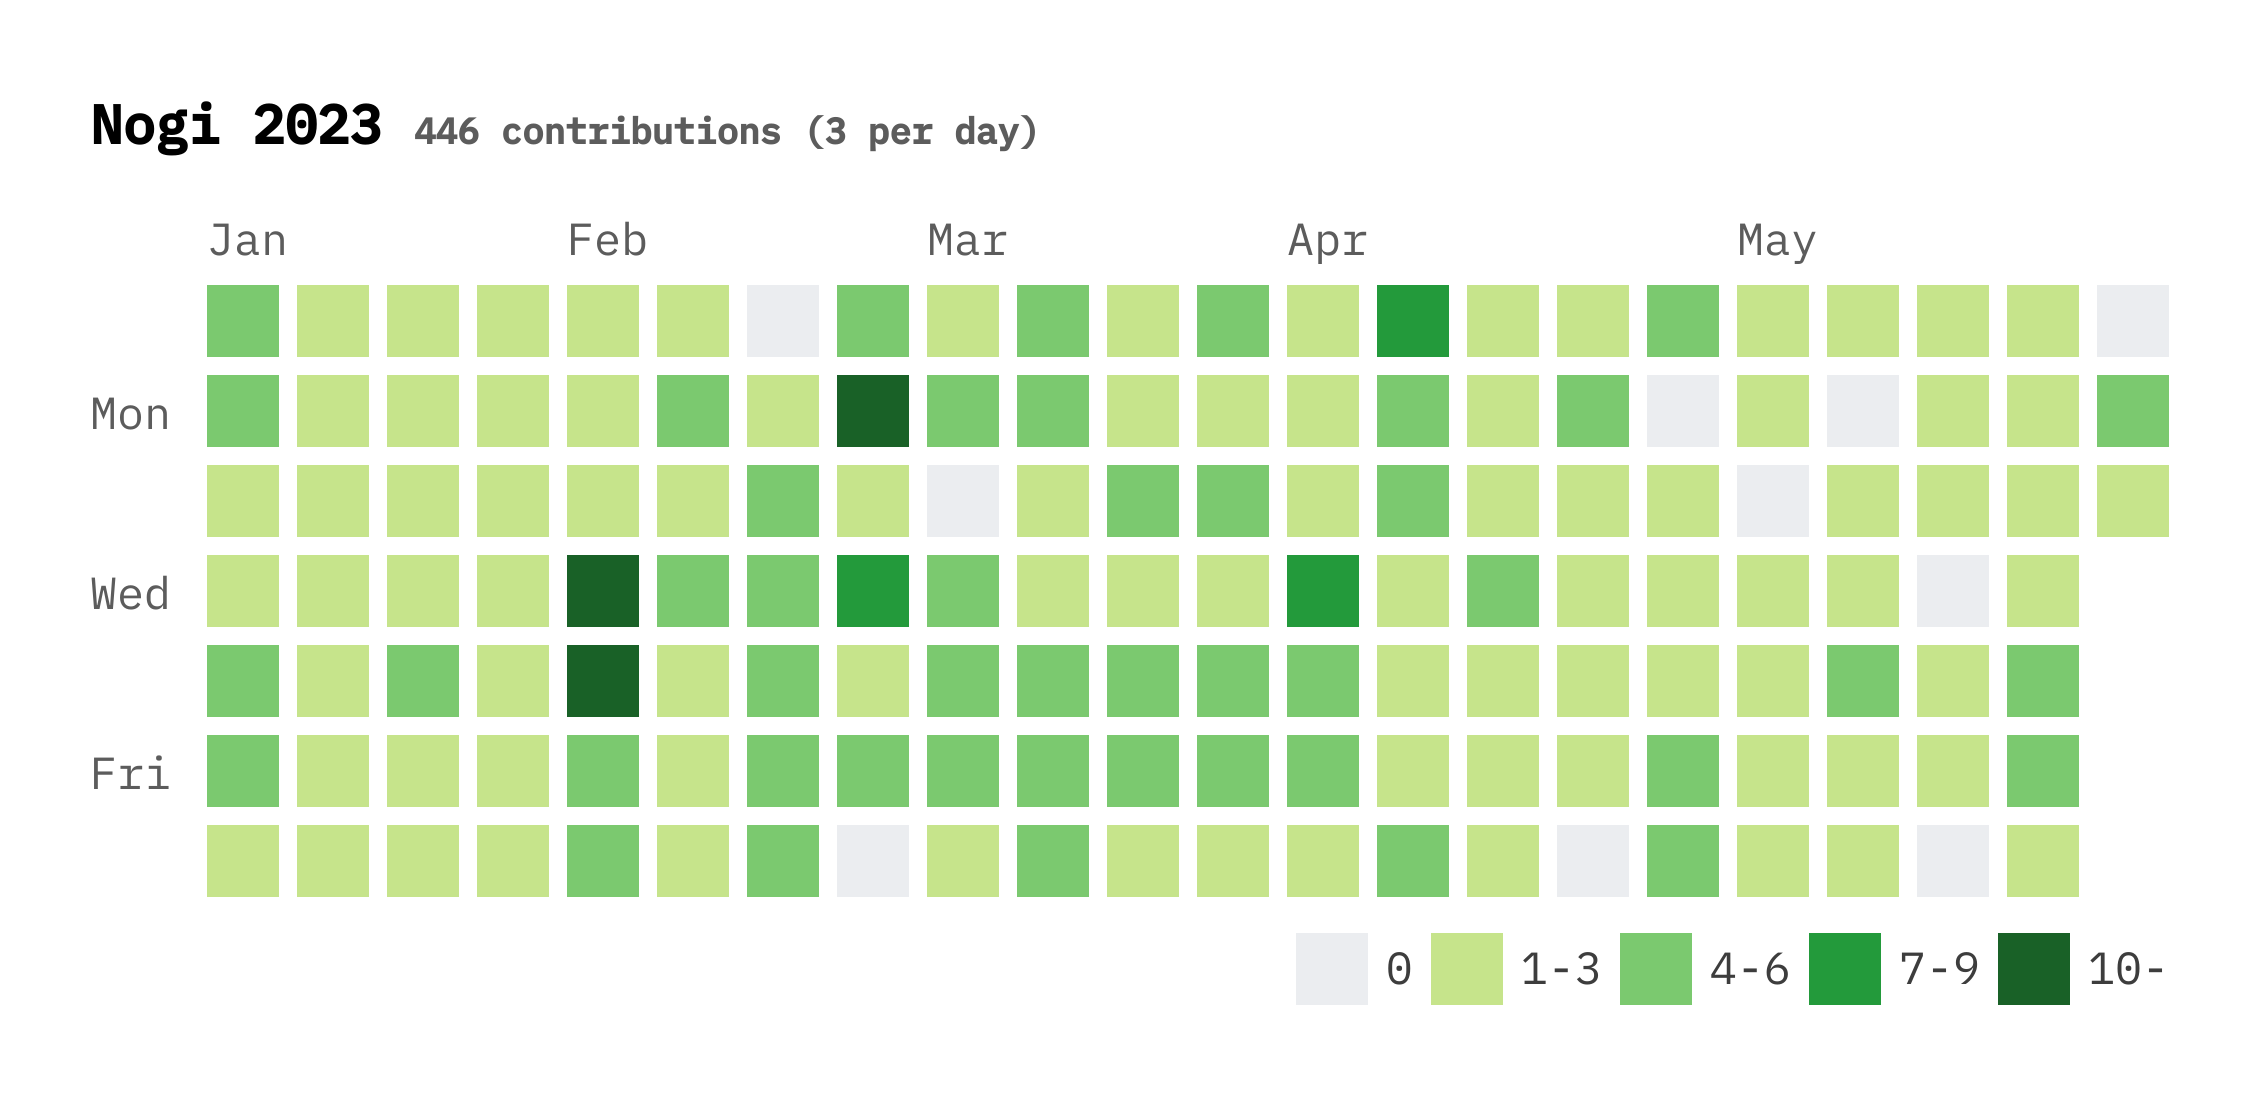 Nogi 2023 446 contributions (3 per day)
Jan Feb Mar Apr May
Mon
Wed
Fri
0 1-3 4-6 7-9 10-